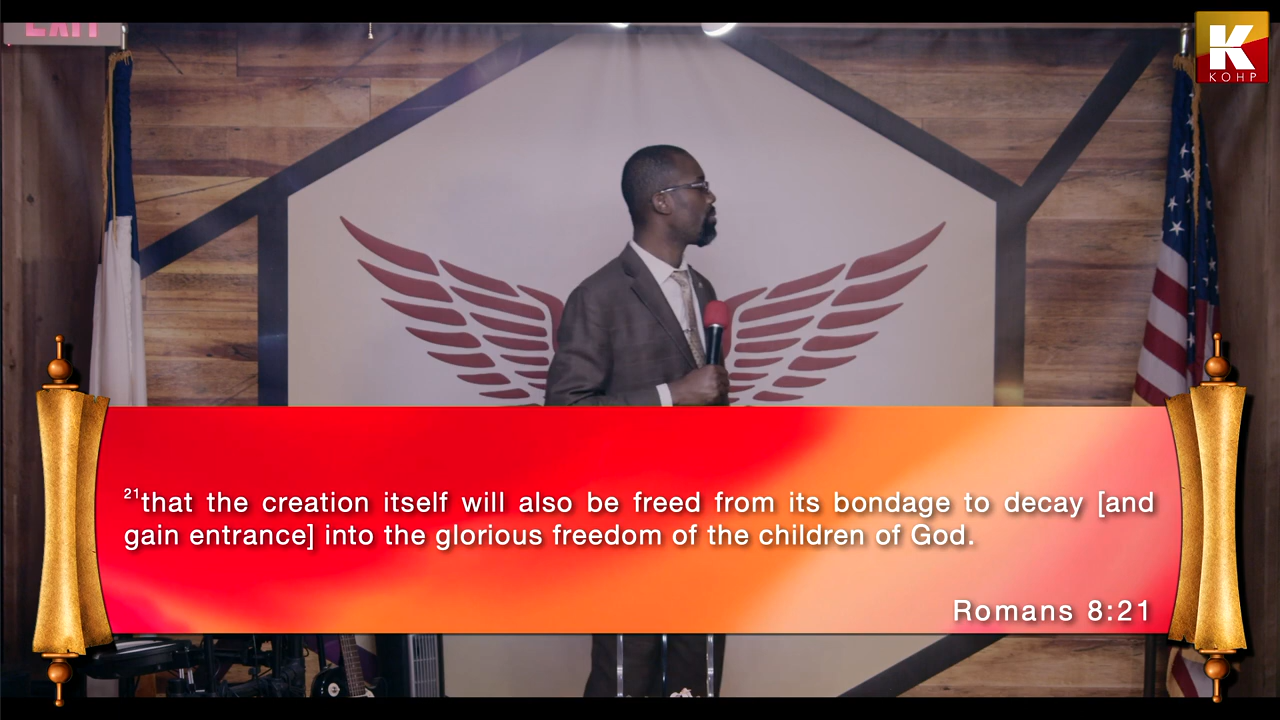 EXIT
K
KOHP
²¹that the creation itself will also be freed from its bondage to decay [and
gain entrance] into the glorious freedom of the children of God.
Romans 8:21